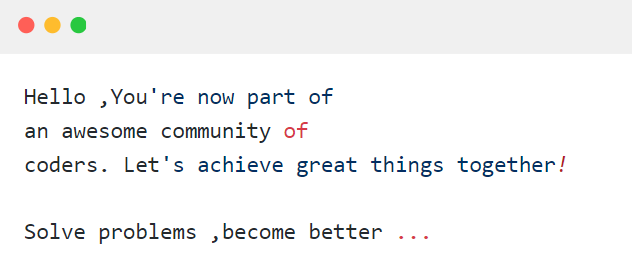 Hello ,You're now part of
an awesome community of
coders. Let's achieve great things together!
Solve problems ,become better ...